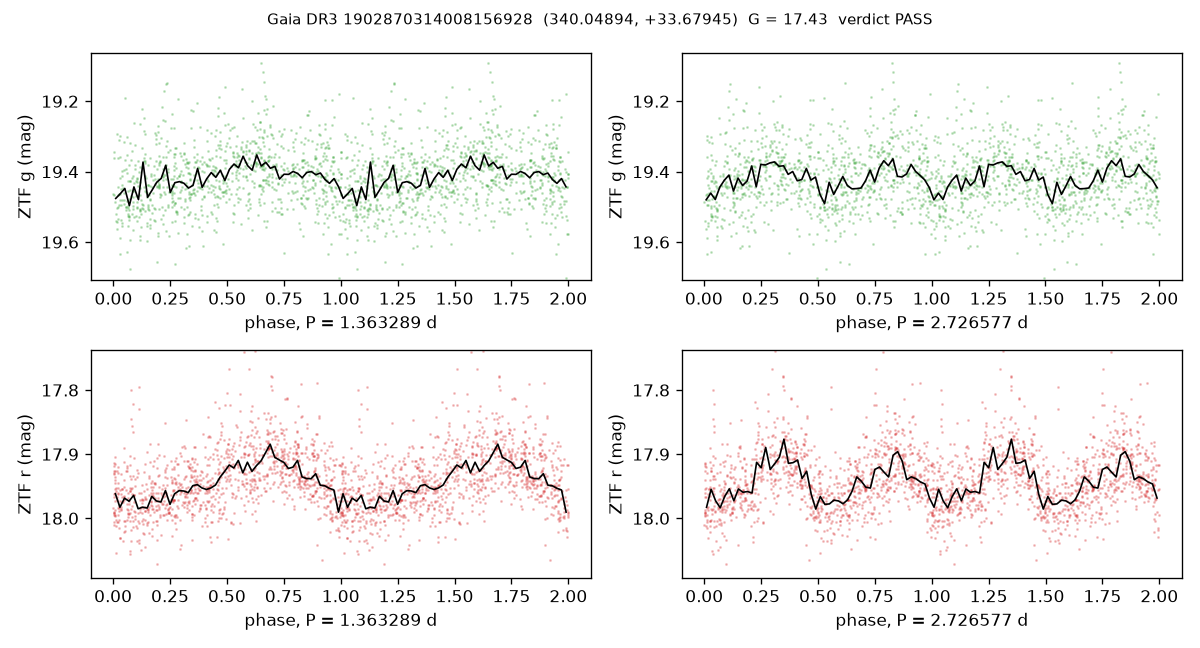 Gaia DR3 1902870314008156928 (340.04894, +33.67945) G = 17.43 verdict PASS
ZTF g (mag)
19.2
19.4
19.6
0.00 0.25 0.50 0.75 1.00 1.25 1.50 1.75 2.00
phase, P = 1.363289 d
ZTF g (mag)
19.2
19.4
19.6
0.00 0.25 0.50 0.75 1.00 1.25 1.50 1.75 2.00
phase, P = 2.726577 d
ZTF r (mag)
17.8
17.9
18.0
0.00 0.25 0.50 0.75 1.00 1.25 1.50 1.75 2.00
phase, P = 1.363289 d
ZTF r (mag)
17.8
17.9
18.0
0.00 0.25 0.50 0.75 1.00 1.25 1.50 1.75 2.00
phase, P = 2.726577 d